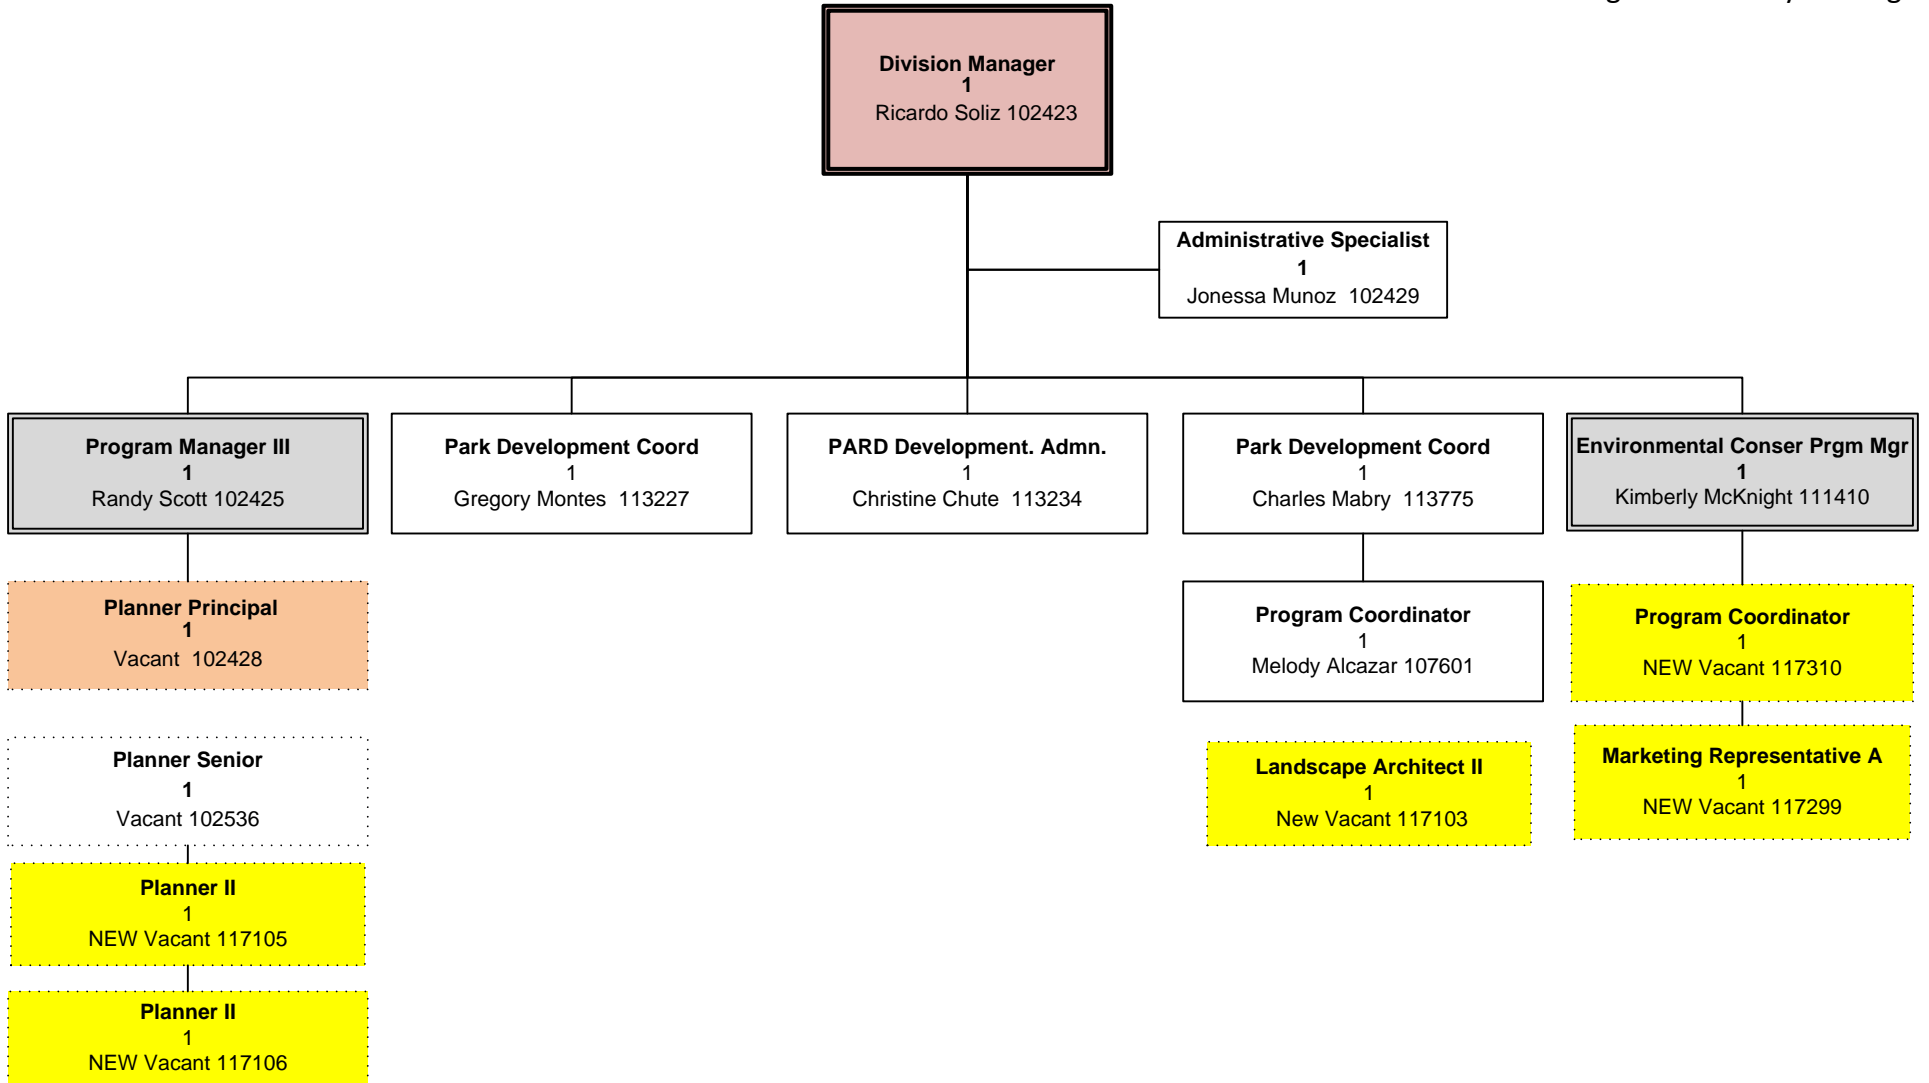 Division Manager
1
Ricardo Soliz 102423
Administrative Specialist
1
Jonessa Munoz 102429
Program Manager III
1
Randy Scott 102425
Park Development Coord
1
Gregory Montes 113227
PARD Development. Admn.
1
Christine Chute 113234
Park Development Coord
1
Charles Mabry 113775
Environmental Conser Prgm Mgr
1
Kimberly McKnight 111410
Planner Principal
1
Vacant 102428
Program Coordinator
1
Melody Alcazar 107601
Program Coordinator
1
NEW Vacant 117310
Planner Senior
1
Vacant 102536
Landscape Architect II
1
New Vacant 117103
Marketing Representative A
1
NEW Vacant 117299
Planner II
1
NEW Vacant 117105
Planner II
1
NEW Vacant 117106